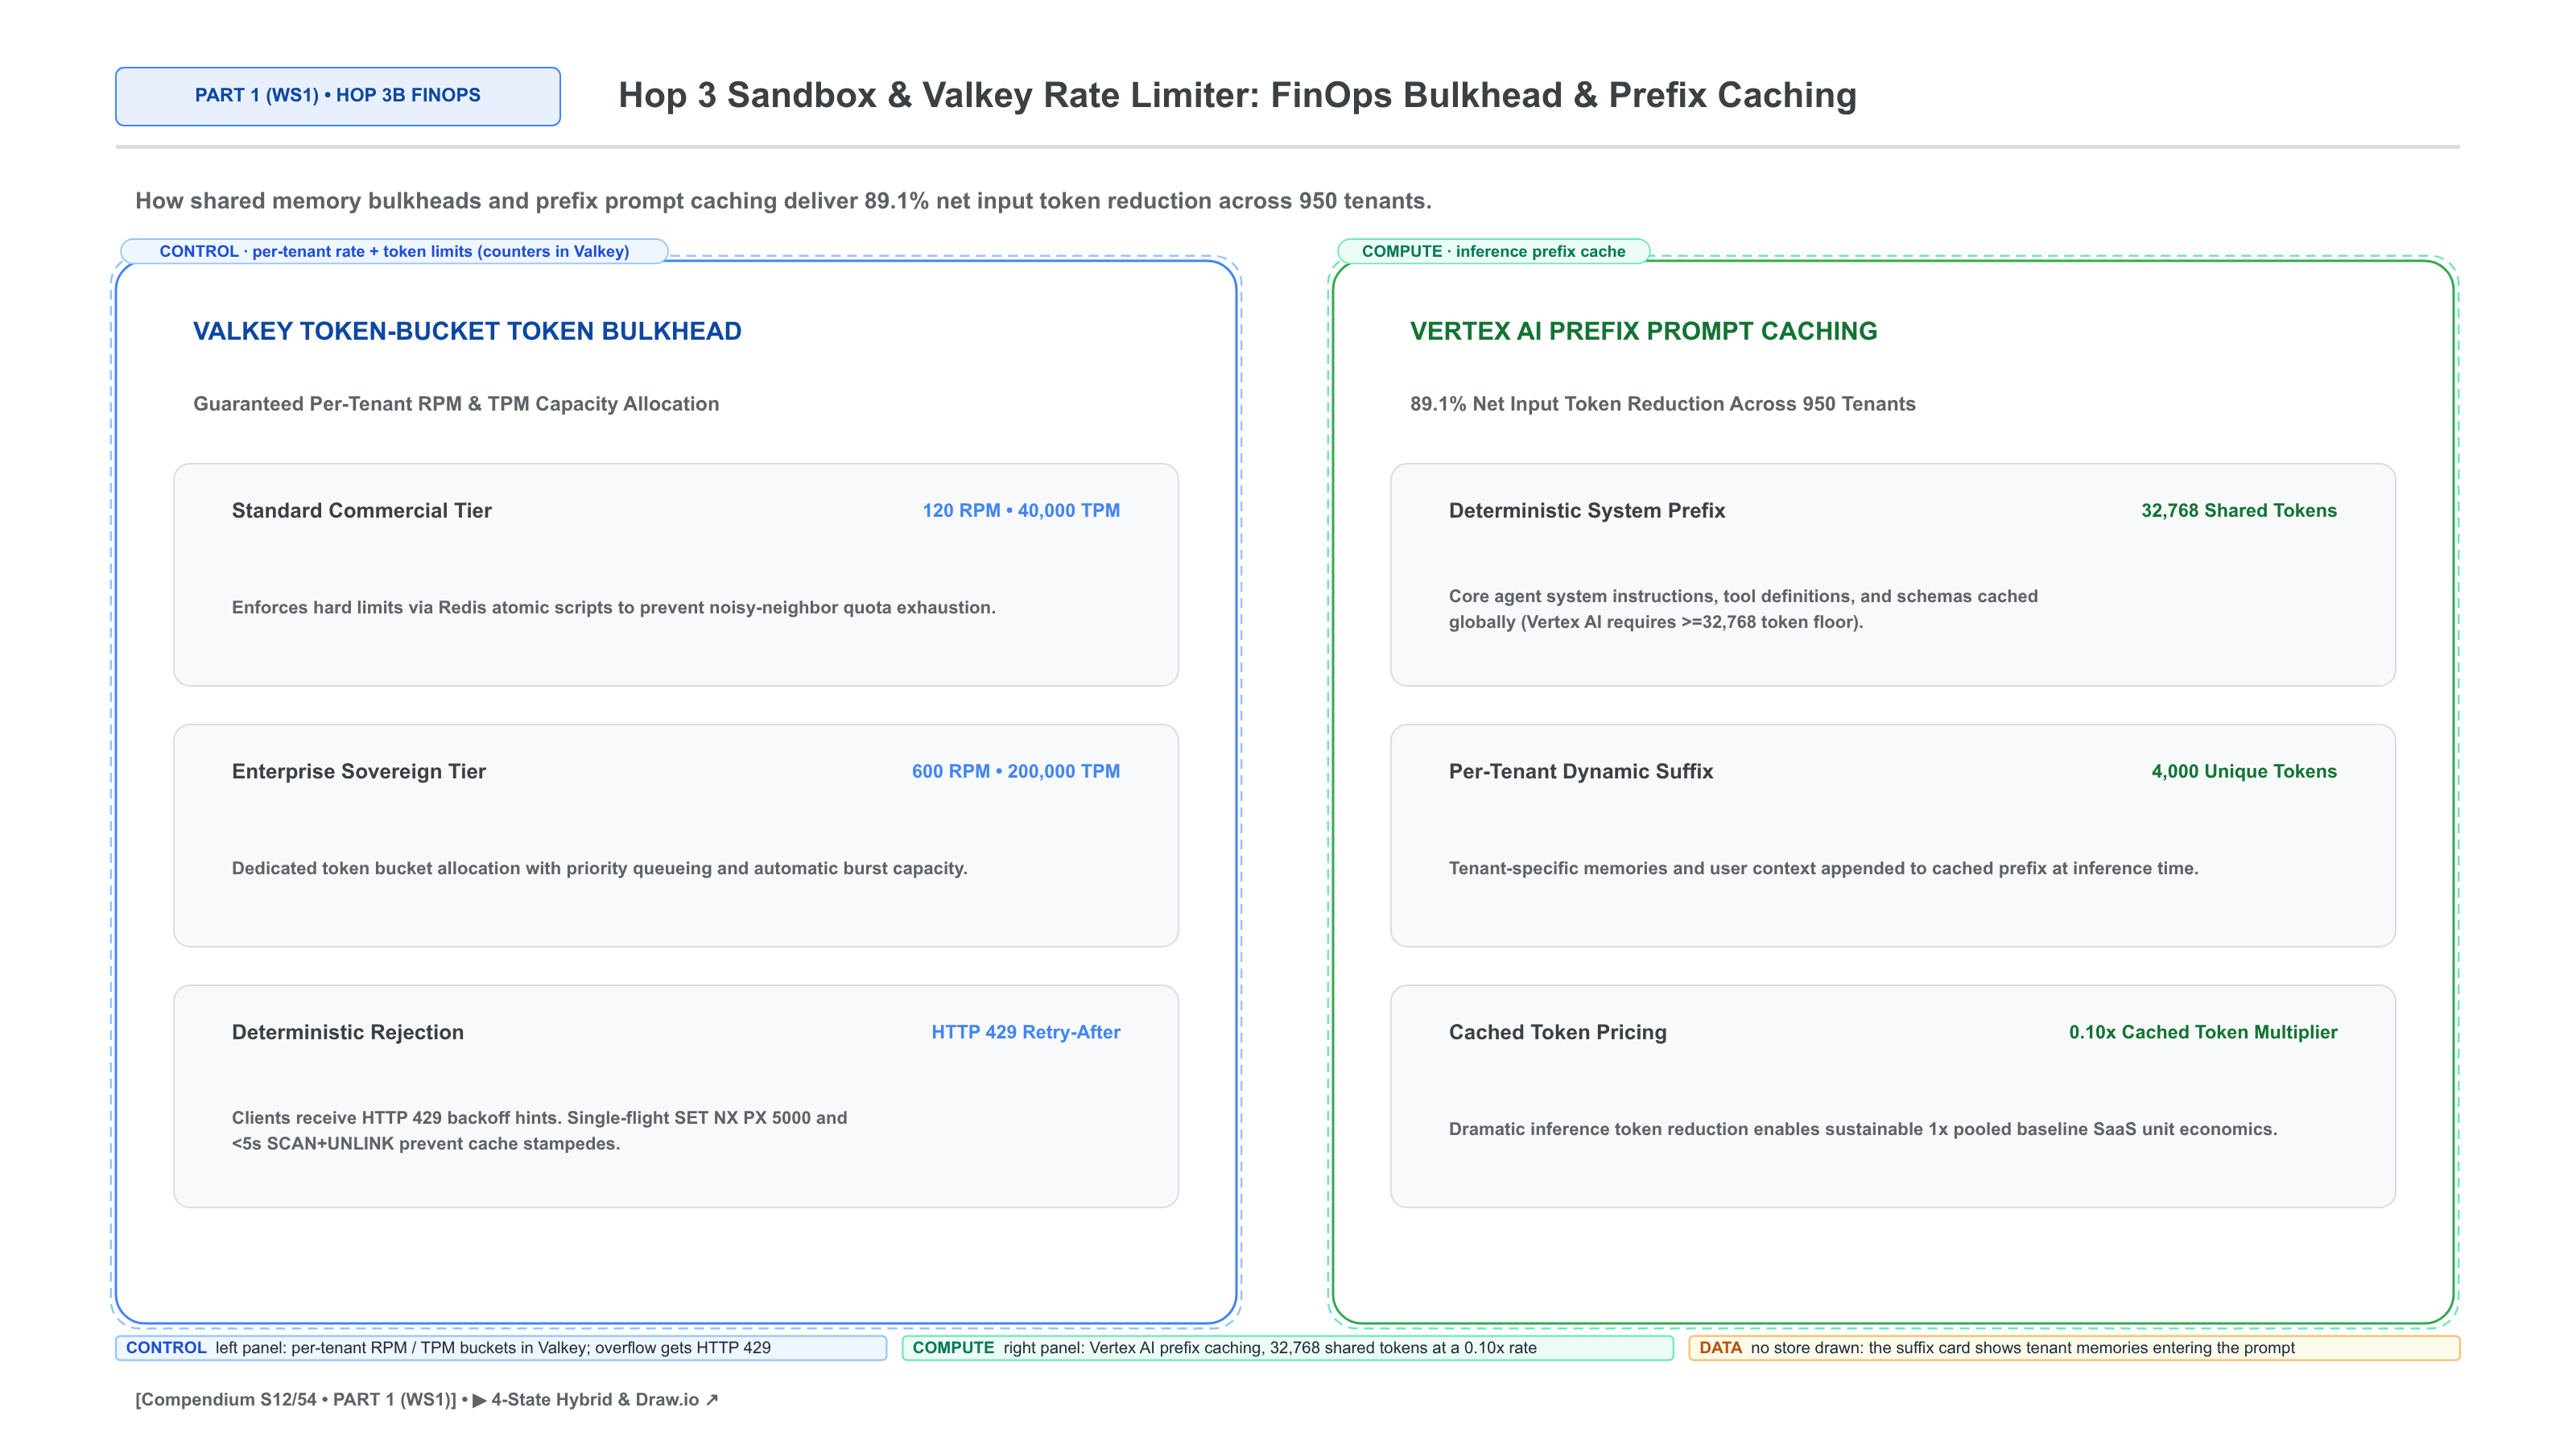 PART 1 (WS1) • HOP 3B FINOPS
Hop 3 Sandbox & Valkey Rate Limiter: FinOps Bulkhead & Prefix Caching
How shared memory bulkheads and prefix prompt caching deliver 89.1% net input token reduction across 950 tenants.
CONTROL · per-tenant rate + token limits (counters in Valkey)
VALKEY TOKEN-BUCKET TOKEN BULKHEAD
Guaranteed Per-Tenant RPM & TPM Capacity Allocation
Standard Commercial Tier
120 RPM • 40,000 TPM
Enforces hard limits via Redis atomic scripts to prevent noisy-neighbor quota exhaustion.
Enterprise Sovereign Tier
600 RPM • 200,000 TPM
Dedicated token bucket allocation with priority queueing and automatic burst capacity.
Deterministic Rejection
HTTP 429 Retry-After
Clients receive HTTP 429 backoff hints. Single-flight SET NX PX 5000 and
<5s SCAN+UNLINK prevent cache stampedes.
COMPUTE · inference prefix cache
VERTEX AI PREFIX PROMPT CACHING
89.1% Net Input Token Reduction Across 950 Tenants
Deterministic System Prefix
32,768 Shared Tokens
Core agent system instructions, tool definitions, and schemas cached
globally (Vertex AI requires >=32,768 token floor).
Per-Tenant Dynamic Suffix
4,000 Unique Tokens
Tenant-specific memories and user context appended to cached prefix at inference time.
Cached Token Pricing
0.10x Cached Token Multiplier
Dramatic inference token reduction enables sustainable 1x pooled baseline SaaS unit economics.
CONTROL left panel: per-tenant RPM / TPM buckets in Valkey; overflow gets HTTP 429
COMPUTE right panel: Vertex AI prefix caching, 32,768 shared tokens at a 0.10x rate
DATA no store drawn: the suffix card shows tenant memories entering the prompt
[Compendium S12/54 • PART 1 (WS1)] • ▶ 4-State Hybrid & Draw.io ↗